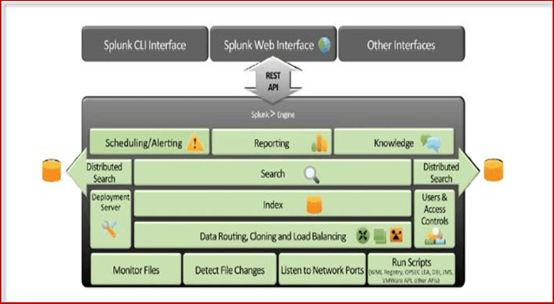 Splunk CLI Interface
Splunk Web Interface
Other Interfaces
REST
API
Splunk > Engine
Scheduling/Alerting
Reporting
Knowledge
Distributed
Search
Search
Distributed
Search
Deployment
Server
Index
Users &
Access
Controls
Data Routing, Cloning and Load Balancing
Monitor Files
Detect File Changes
Listen to Network Ports
Run Scripts
(WMI, Registry, OPSEC LEA, DBI, JMS,
VMWare API, other APIs)